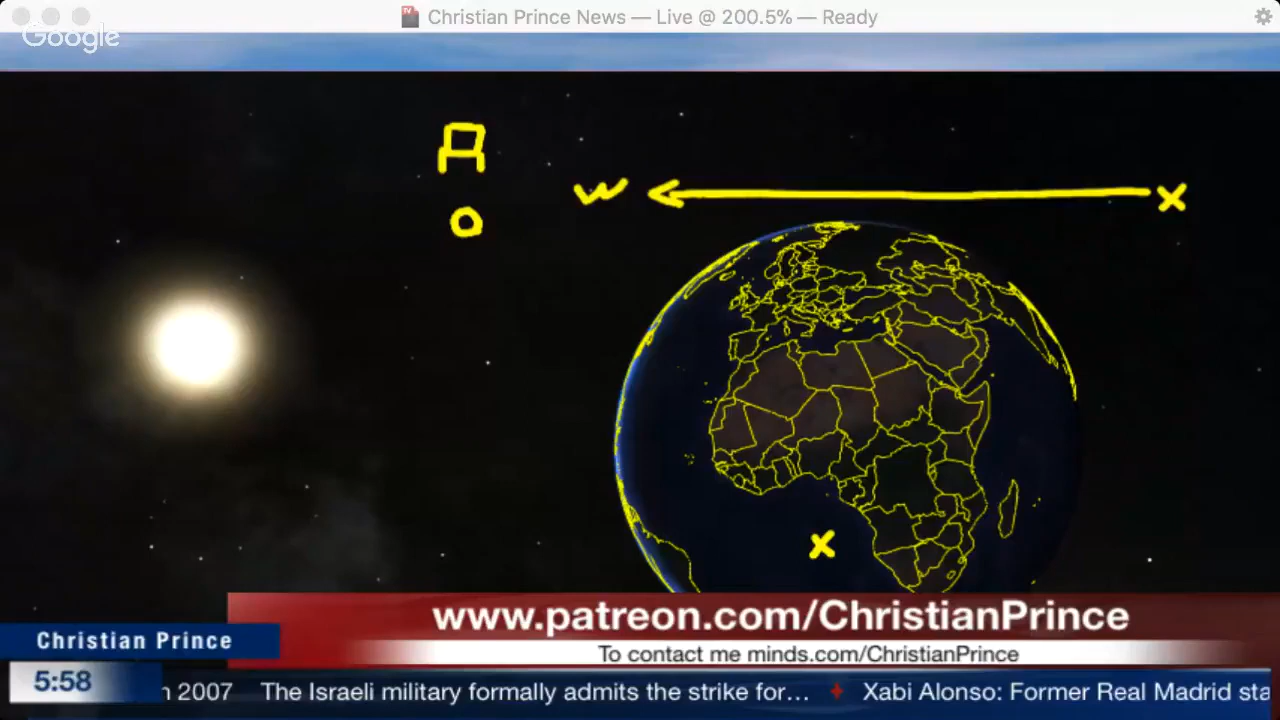 Christian Prince News — Live @ 200.5% — Ready
Google
W
X
X
www.patreon.com/ChristianPrince
Christian Prince
To contact me minds.com/ChristianPrince
5:58
n 2007 The Israeli military formally admits the strike for... Xabi Alonso: Former Real Madrid sta